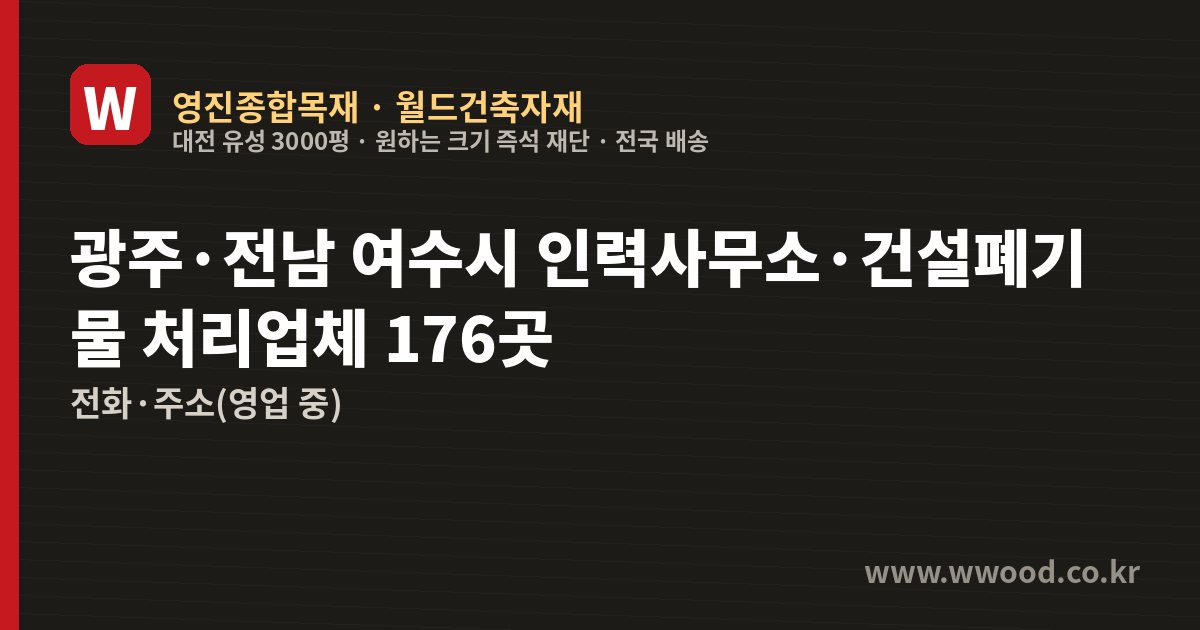 W
영진종합목재 · 월드건축자재
대전 유성 3000평 · 원하는 크기 즉석 재단 · 전국 배송
광주·전남 여수시 인력사무소·건설폐기
물 처리업체 176곳
전화·주소(영업 중)
www.wwood.co.kr